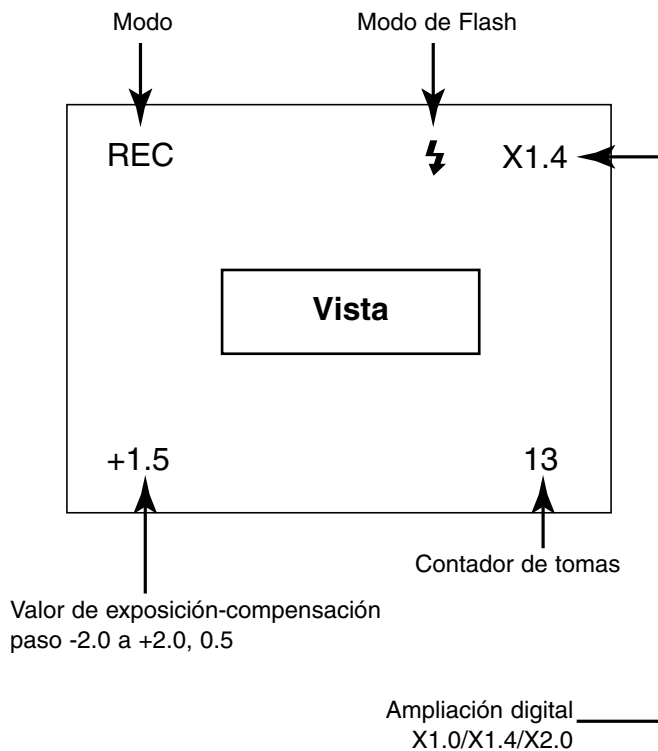 Modo
Modo de Flash
REC
X1.4
Vista
+1.5
13
Contador de tomas
Valor de exposición-compensación
paso -2.0 a +2.0, 0.5
Ampliación digital
X1.0/X1.4/X2.0